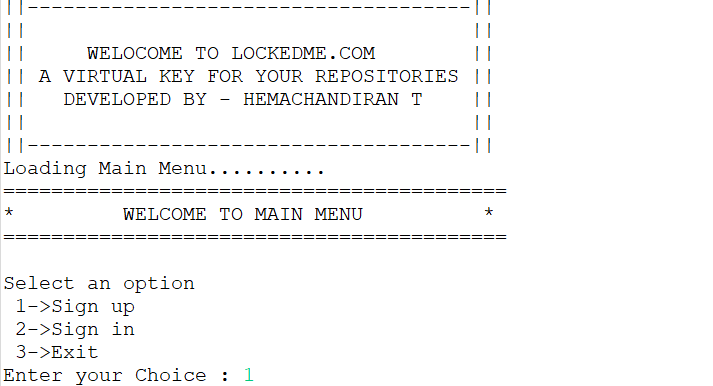 ||-------------------------------------||
||                                     ||
||     WELOCOME TO LOCKEDME.COM        ||
|| A VIRTUAL KEY FOR YOUR REPOSITORIES ||
||   DEVELOPED BY - HEMACHANDIRAN T    ||
||                                     ||
||-------------------------------------||
Loading Main Menu..........
==========================================
*         WELCOME TO MAIN MENU          *
==========================================
Select an option
 1->Sign up
 2->Sign in
 3->Exit
Enter your Choice : 1